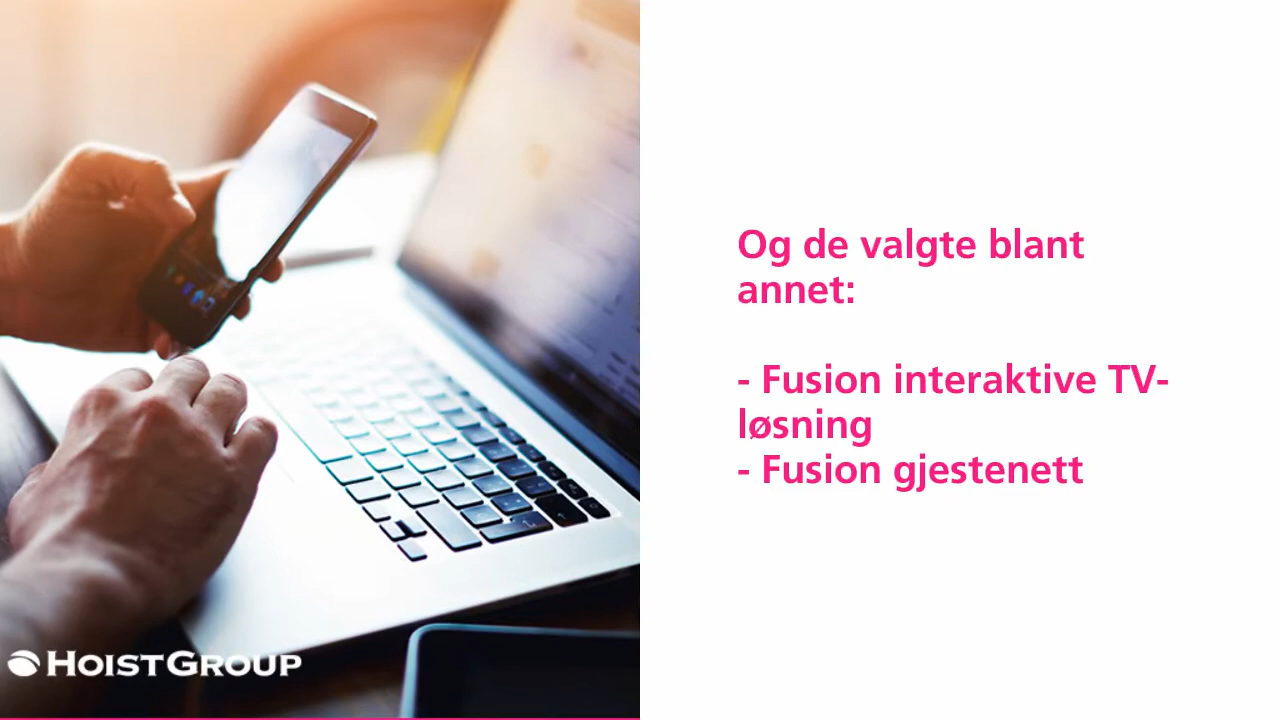 Og de valgte blant
annet:
- Fusion interaktive TV-
løsning
- Fusion gjestenett
HOISTGROUP